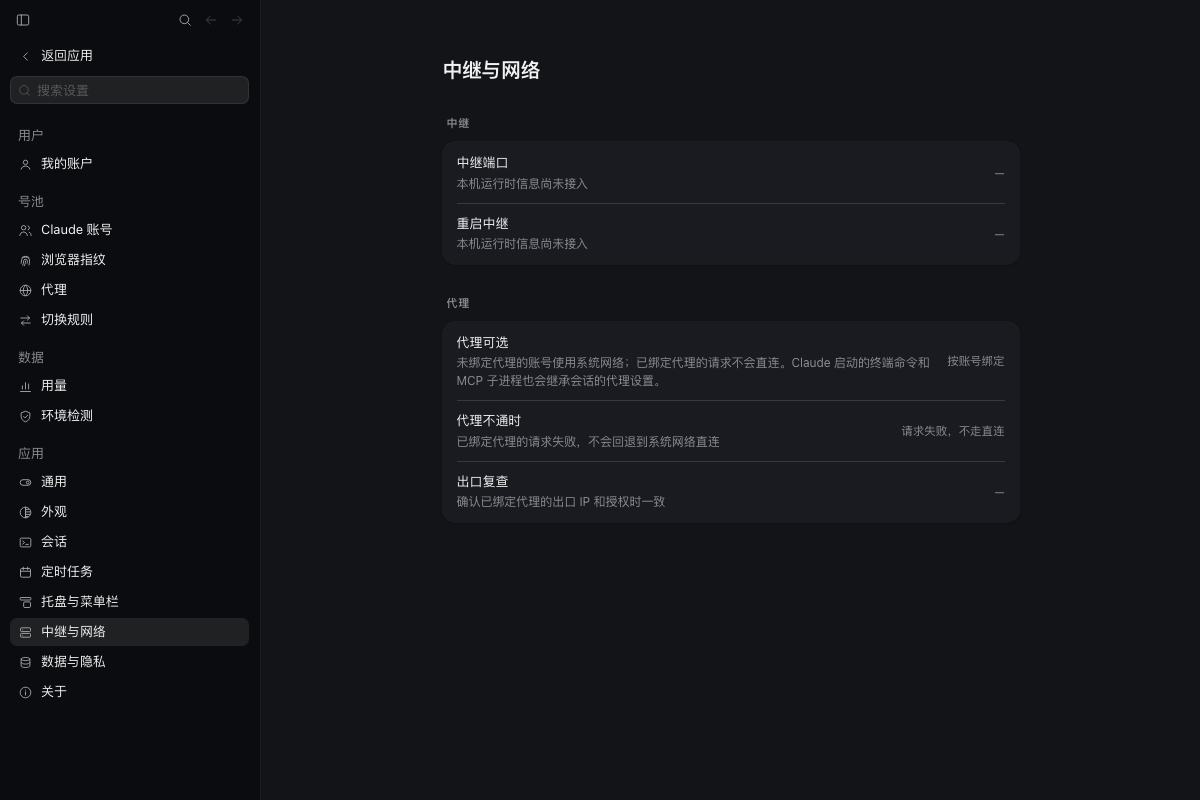 返回应用
搜索设置
用户
我的账户
号池
Claude 账号
浏览器指纹
代理
切换规则
数据
用量
环境检测
应用
通用
外观
会话
定时任务
托盘与菜单栏
中继与网络
数据与隐私
关于
中继与网络
中继
中继端口
本机运行时信息尚未接入
—
重启中继
本机运行时信息尚未接入
—
代理
代理可选
未绑定代理的账号使用系统网络；已绑定代理的请求不会直连。Claude 启动的终端命令和
MCP 子进程也会继承会话的代理设置。
按账号绑定
代理不通时
已绑定代理的请求失败，不会回退到系统网络直连
请求失败，不走直连
出口复查
确认已绑定代理的出口 IP 和授权时一致
—